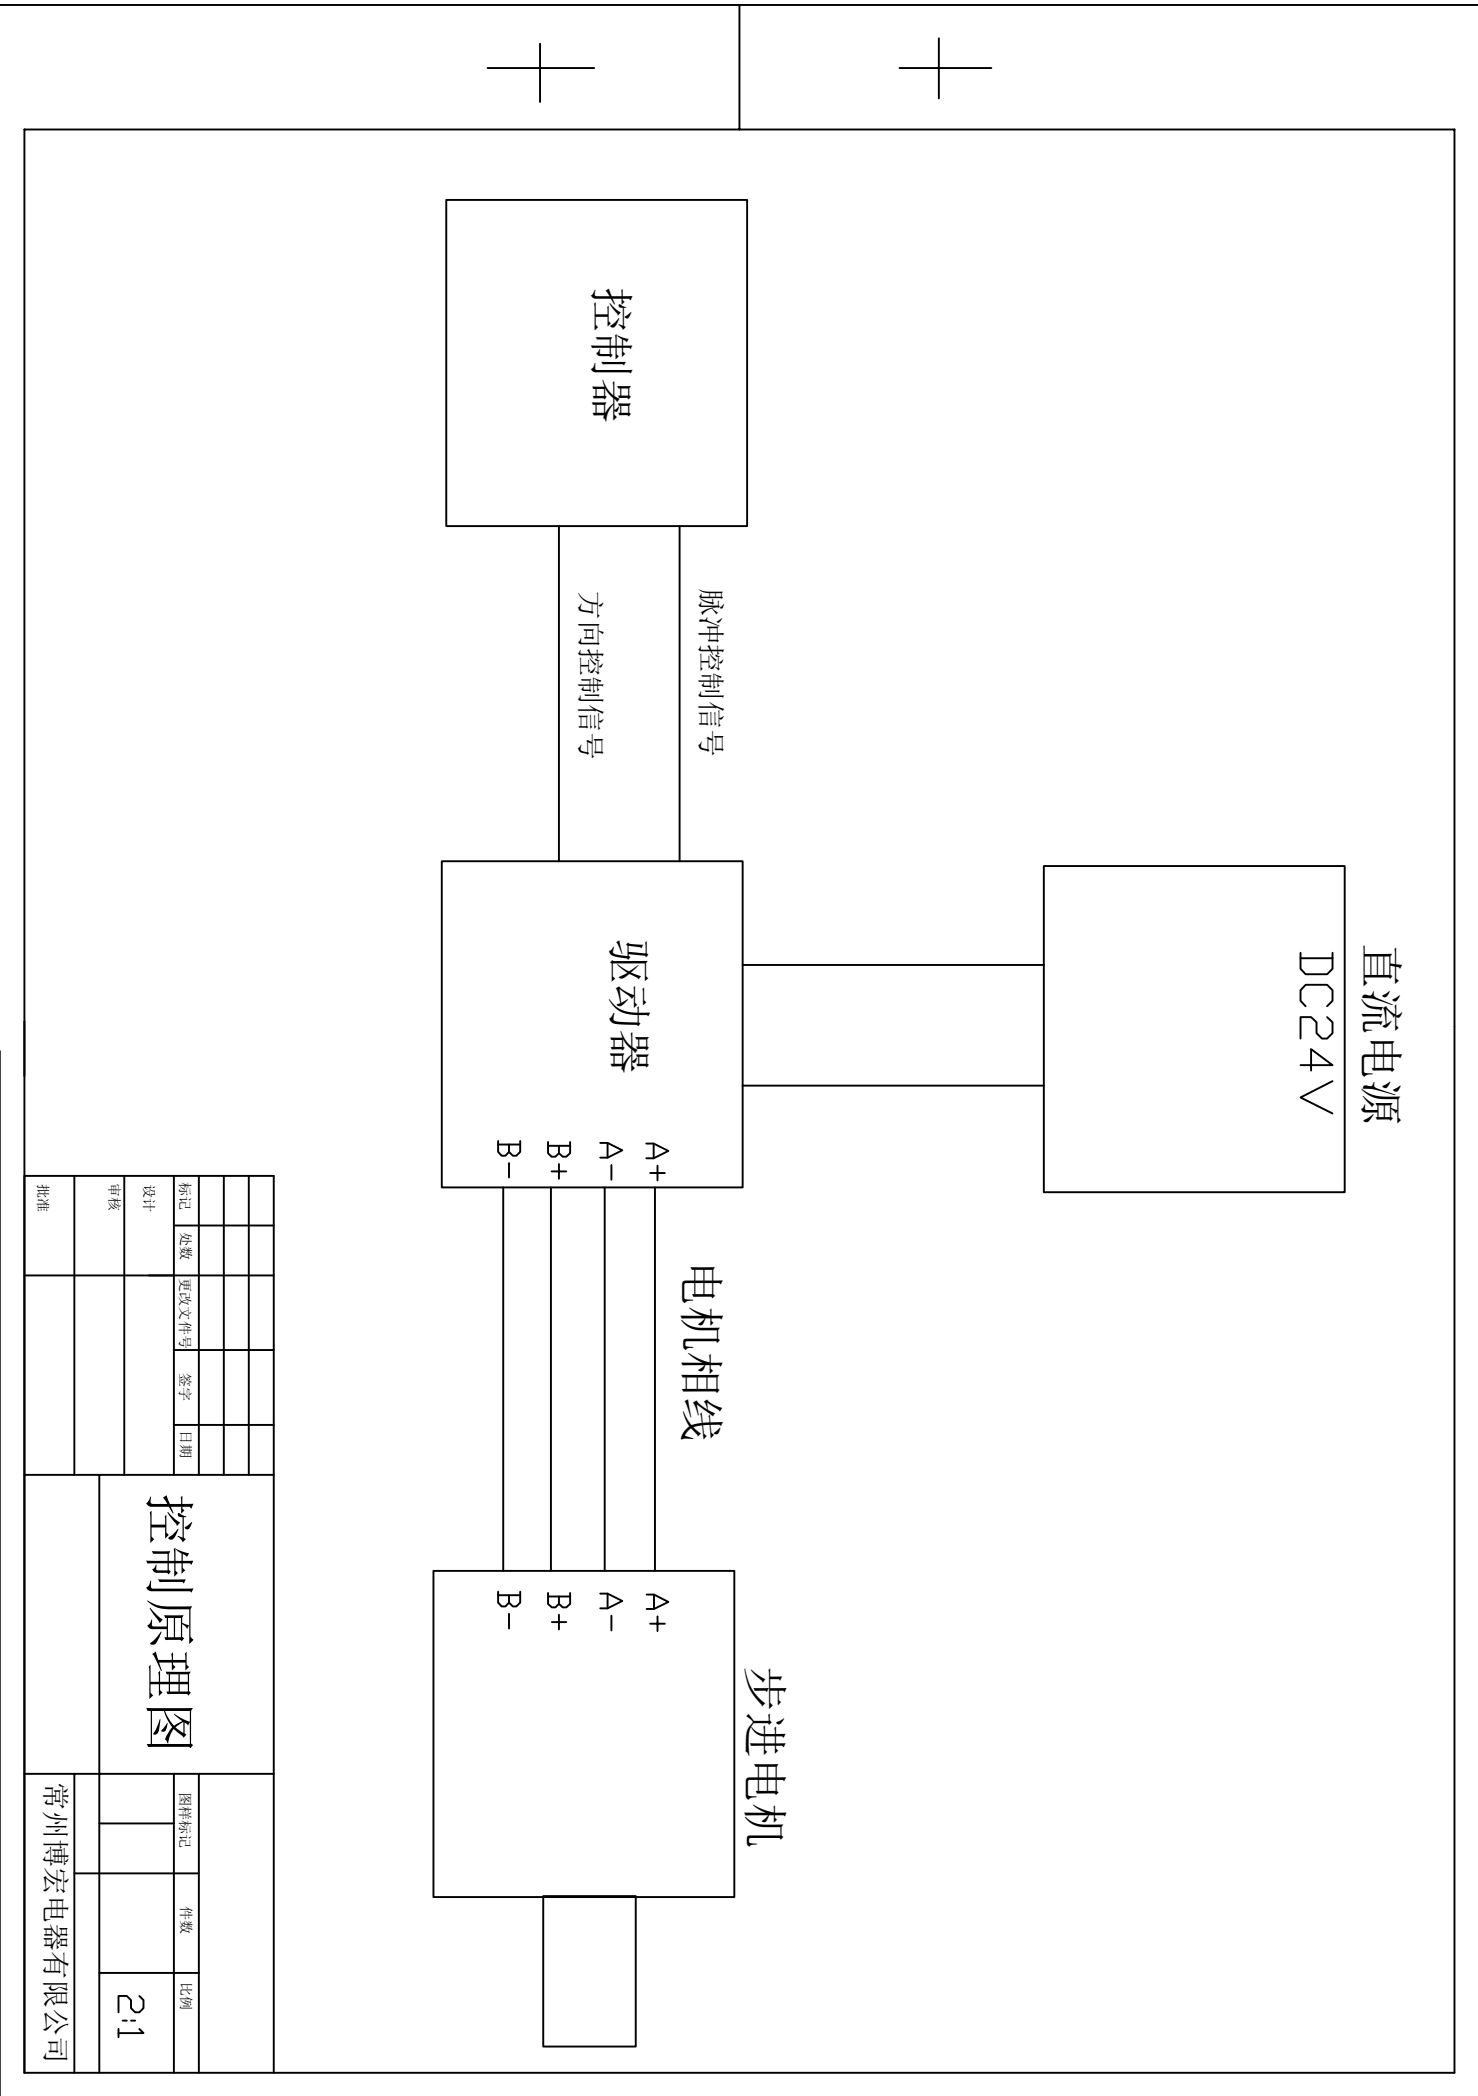 直流电源
DC24V
控制器
脉冲控制信号
方向控制信号
驱动器
A+
A-
B+
B-
电机相线
步进电机
A+
A-
B+
B-
标记 处数 更改文件号 签字 日期
设计
审核
批准
控制原理图
图样标记 件数 比例
2:1
常州博宏电器有限公司